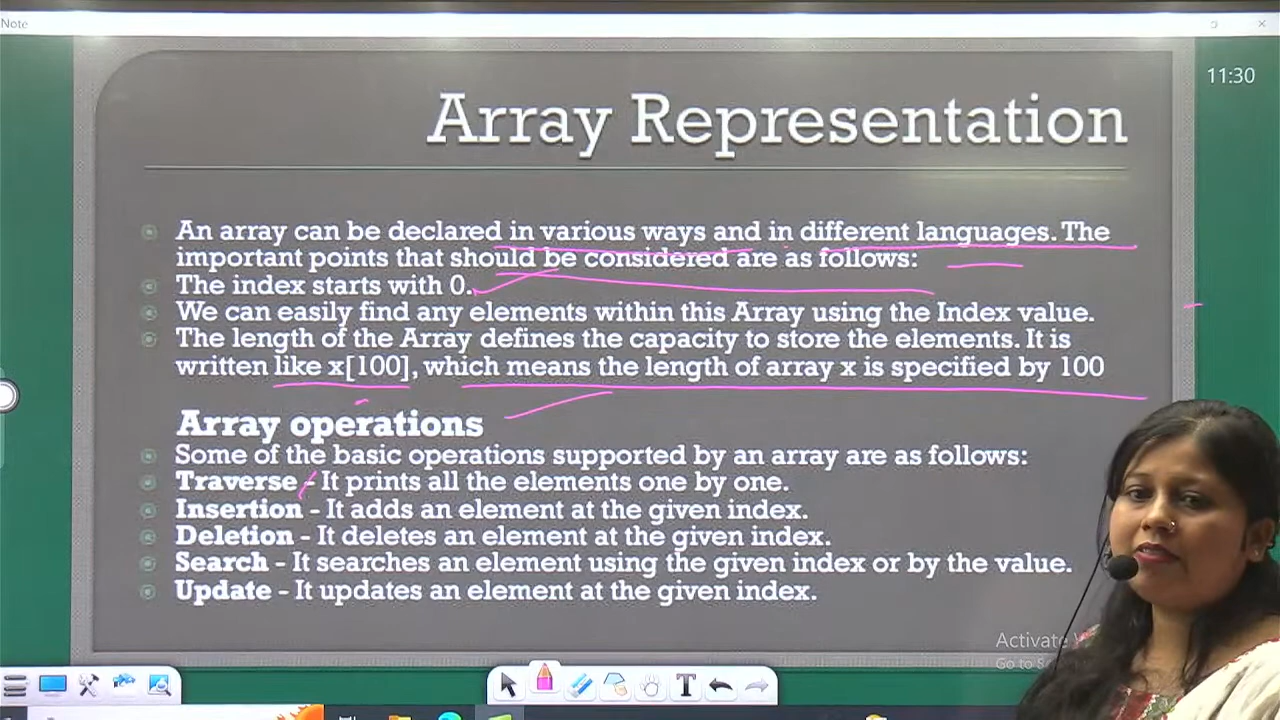 Note
11:30
Array Representation
An array can be declared in various ways and in different languages. The
important points that should be considered are as follows:
The index starts with 0.
We can easily find any elements within this Array using the Index value.
The length of the Array defines the capacity to store the elements. It is
written like x[100], which means the length of array x is specified by 100
Array operations
Some of the basic operations supported by an array are as follows:
Traverse - It prints all the elements one by one.
Insertion - It adds an element at the given index.
Deletion - It deletes an element at the given index.
Search - It searches an element using the given index or by the value.
Update - It updates an element at the given index.
Activate
Go to
T